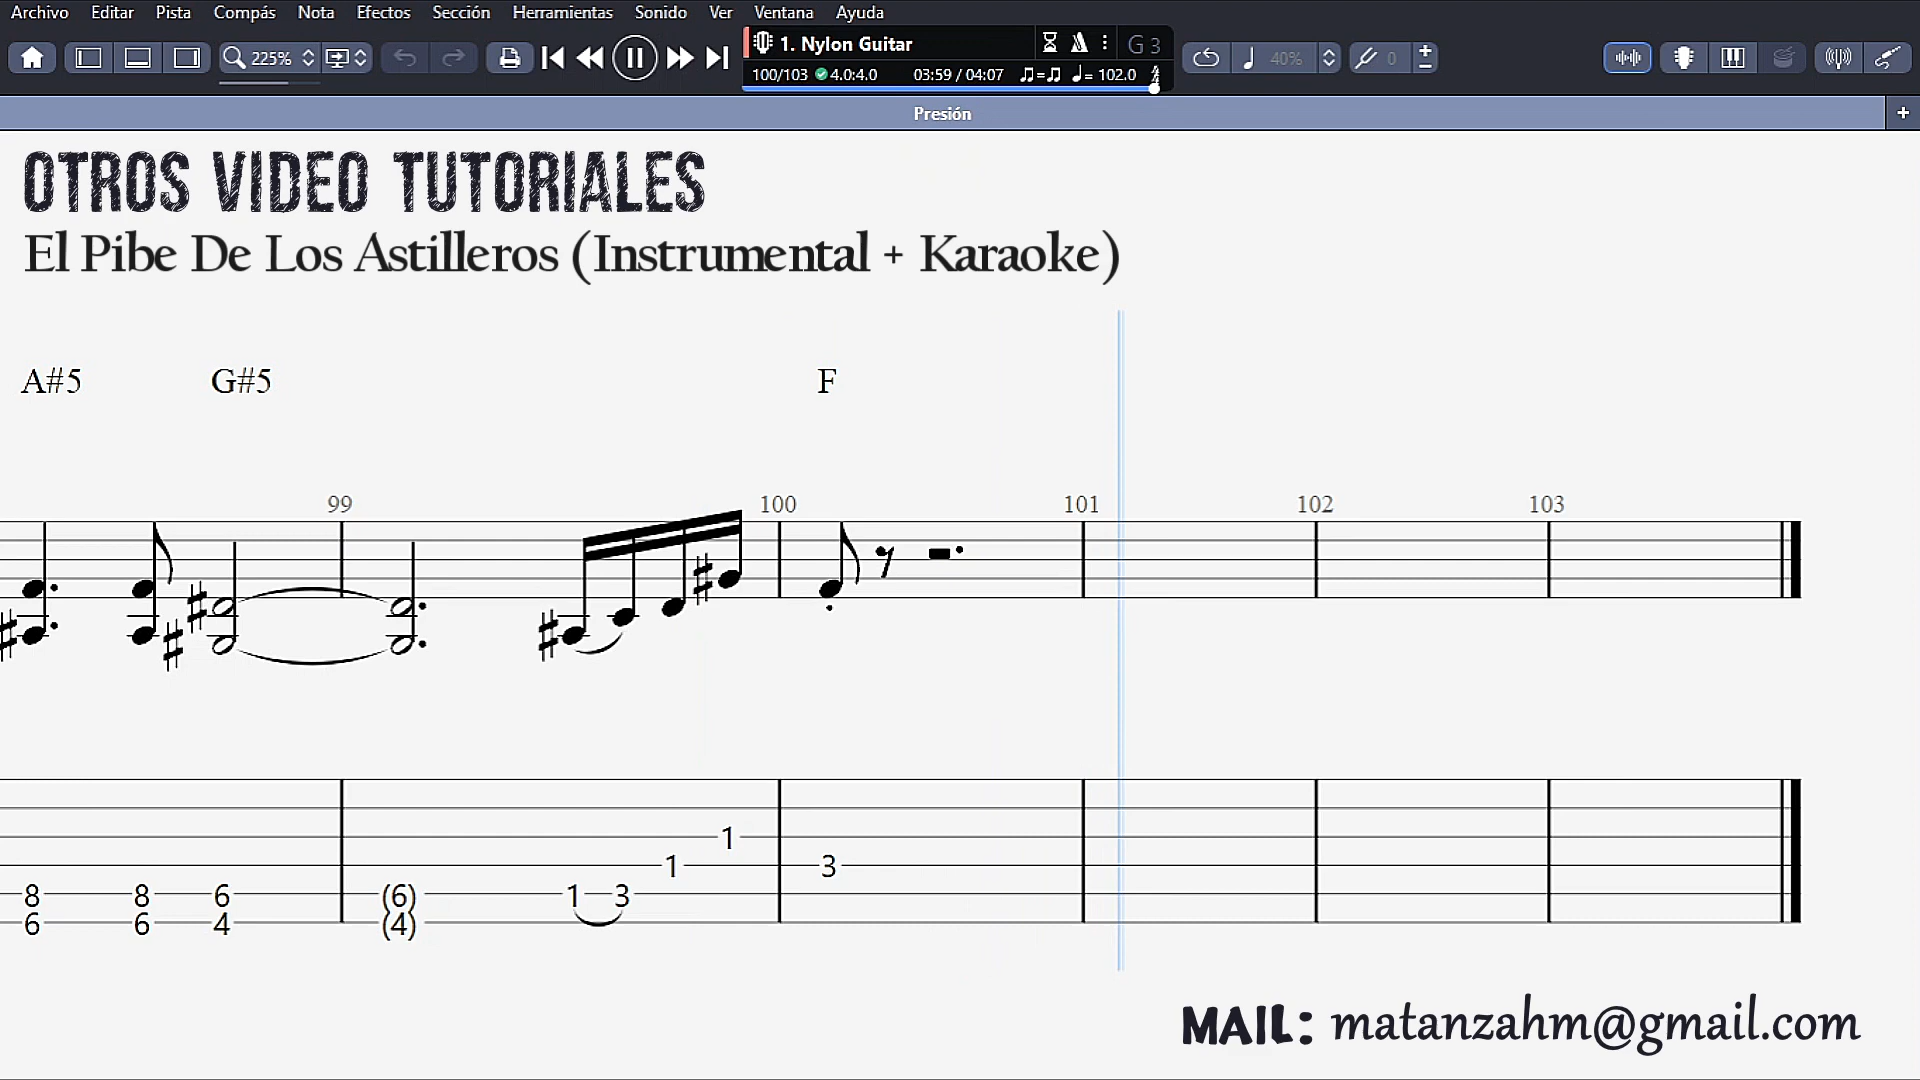 Archivo Editar Pista Compás Nota Efectos Sección Herramientas Sonido Ver Ventana Ayuda
225% 1. Nylon Guitar G 3 40% 0
100/103 4.0:4.0 03:59 / 04:07 ♫=♫ ♩= 102.0
Presión +
OTROS VIDEO TUTORIALES
El Pibe De Los Astilleros (Instrumental + Karaoke)
A#5 G#5 F
99 100 101 102 103
1
1 3
8 8 6 (6) 1 3
6 6 4 (4)
MAIL: matanzahm@gmail.com